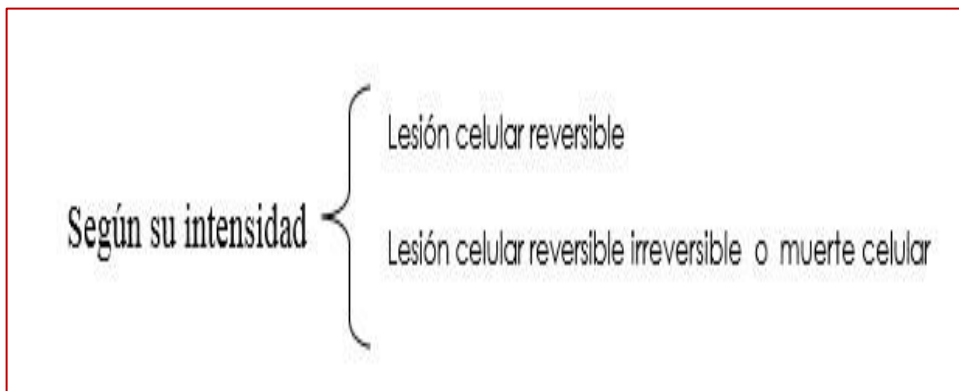 Lesión celular reversible
Según su intensidad
Lesión celular reversible irreversible o muerte celular